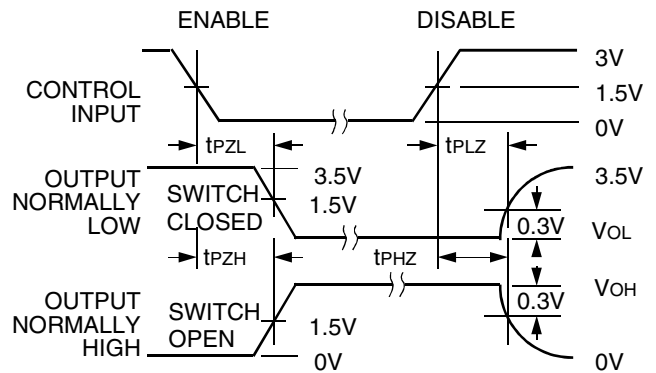 ENABLE DISABLE
3V
CONTROL
INPUT
1.5V
0V
tPZL tPLZ
OUTPUT
NORMALLY
LOW
SWITCH
CLOSED
3.5V
1.5V
3.5V
0.3V
VOL
tPZH tPHZ
OUTPUT
NORMALLY
HIGH
SWITCH
OPEN
1.5V
0V
0.3V
VOH
0V